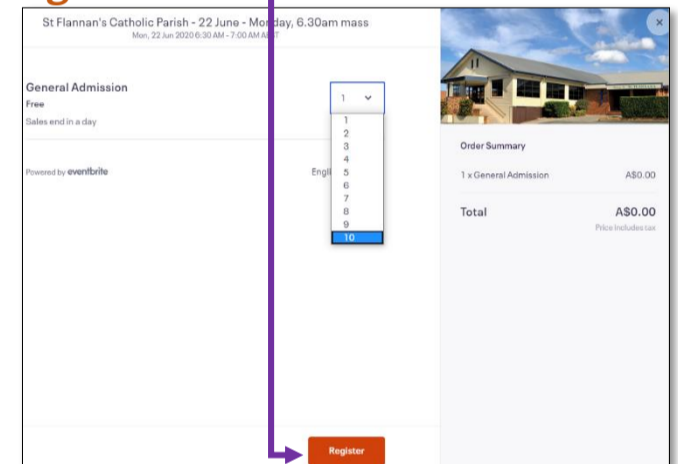 St Flannan's Catholic Parish - 22 June - Monday, 6.30am mass
Mon, 22 Jun 2020 6:30 AM - 7:00 AM
General Admission
1
Free
Sales end in a day
1
2
3
4
5
6
7
8
9
10
Powered by eventbrite
Order Summary
1 x General Admission A$0.00
Total A$0.00
Price includes tax
Register